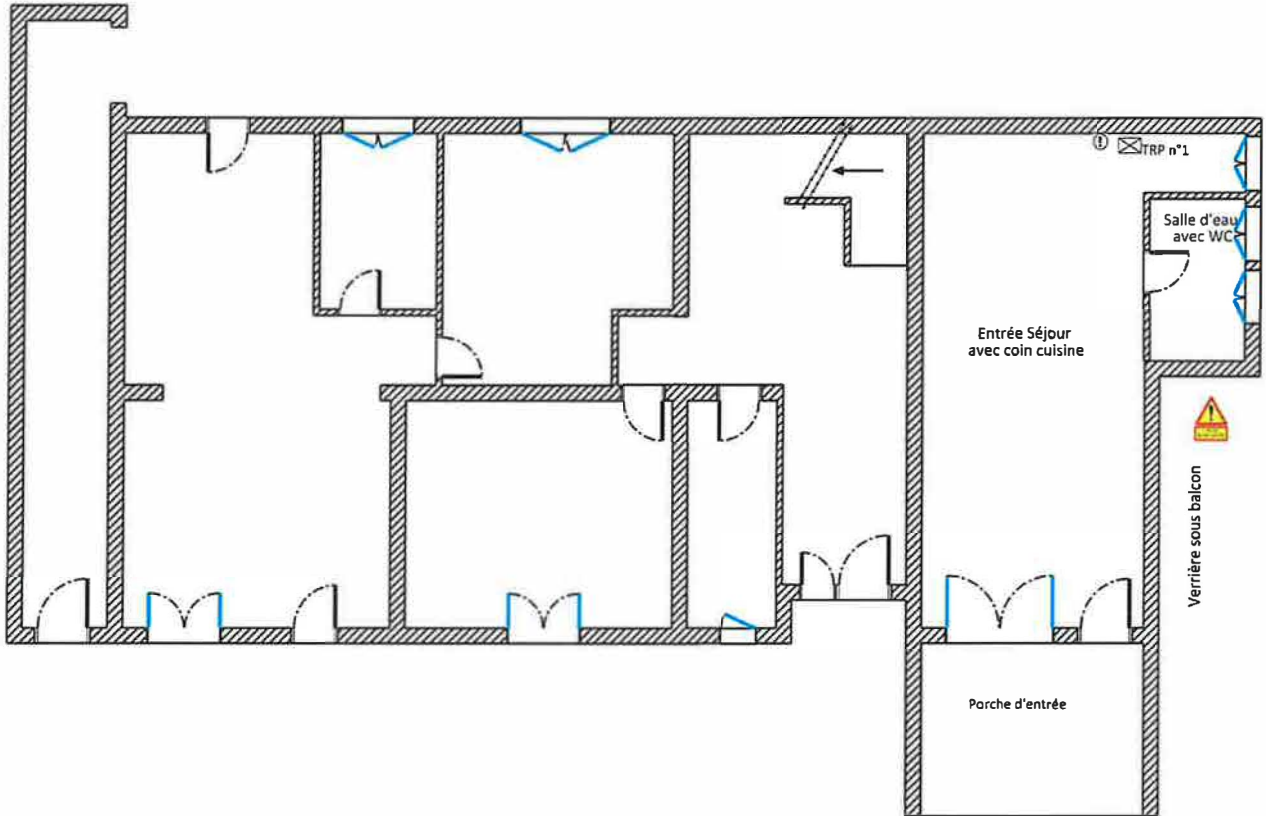 TRP n°1
Salle d'eau
avec WC
Entrée Séjour
avec coin cuisine
Verrière sous balcon
Porche d'entrée